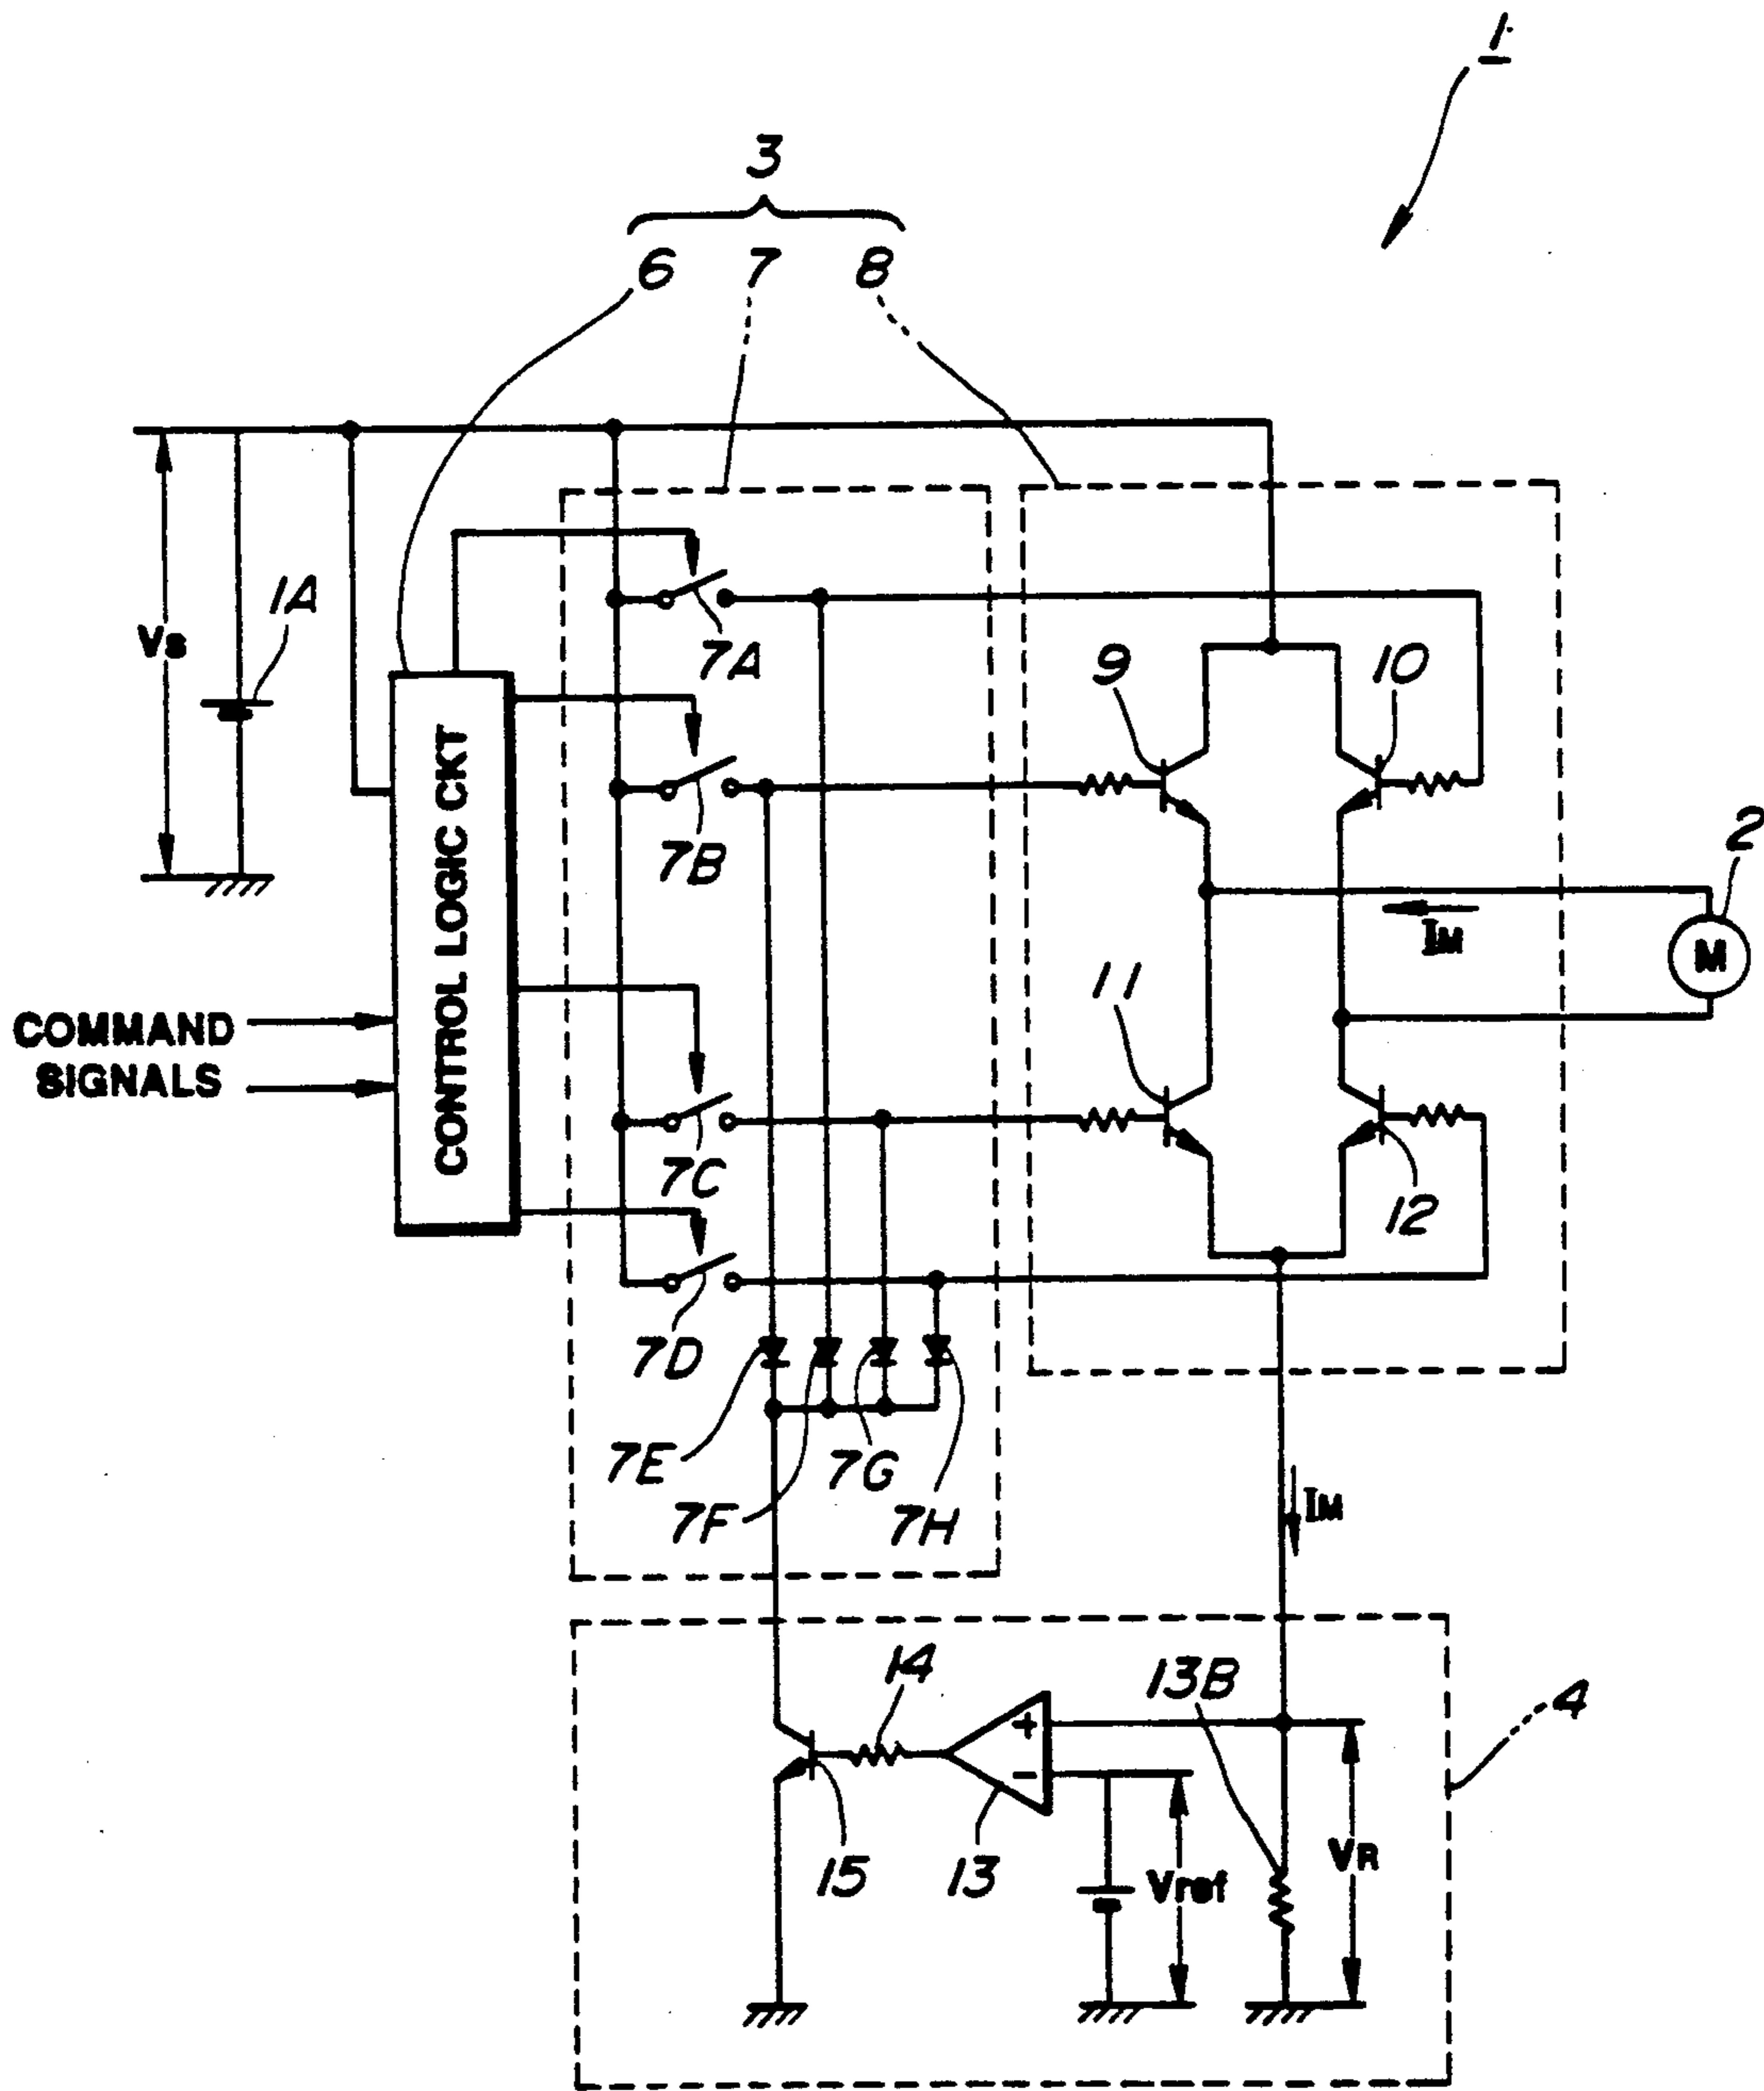 1
3
6 7 8
1A
VB
7A
9
10
7B
2
IM
M
CONTROL LOGIC CKT
11
COMMAND
SIGNALS
7C
12
7D
7E
7G
7F
7H
IM
14
13B
4
+
-
15
13
Vref
VR